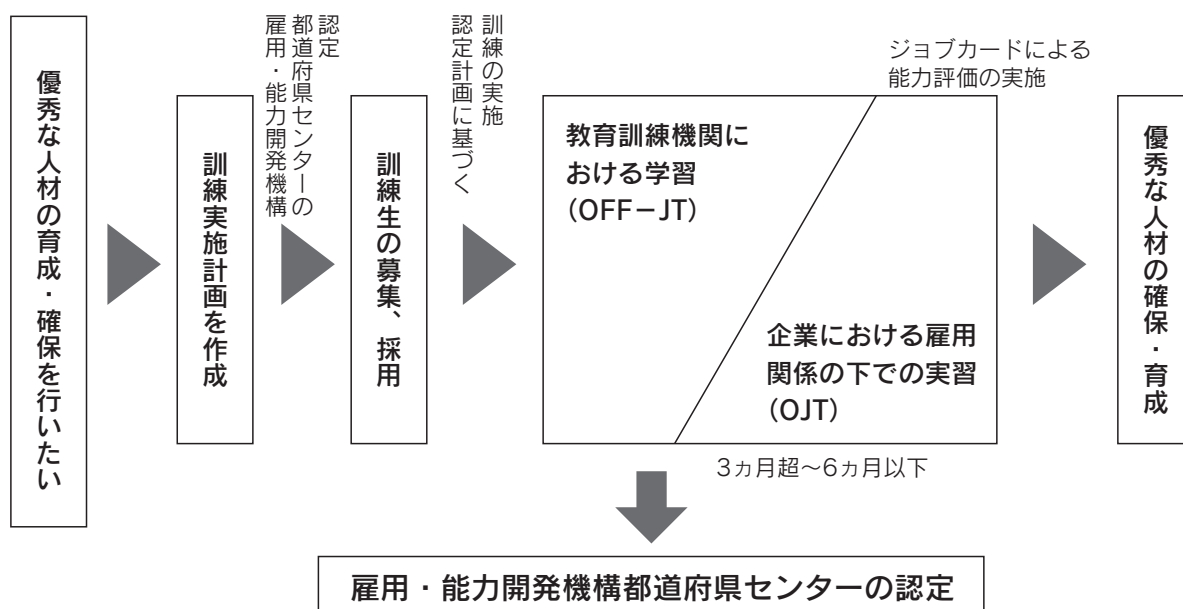 優秀な人材の育成・確保を行いたい
訓練実施計画を作成
認定
都道府県センターの
雇用・能力開発機構
訓練生の募集、採用
訓練の実施
認定計画に基づく
教育訓練機関に
おける学習
(OFF－JT)
企業における雇用
関係の下での実習
(OJT)
ジョブカードによる
能力評価の実施
3ヵ月超～6ヵ月以下
優秀な人材の確保・育成
雇用・能力開発機構都道府県センターの認定